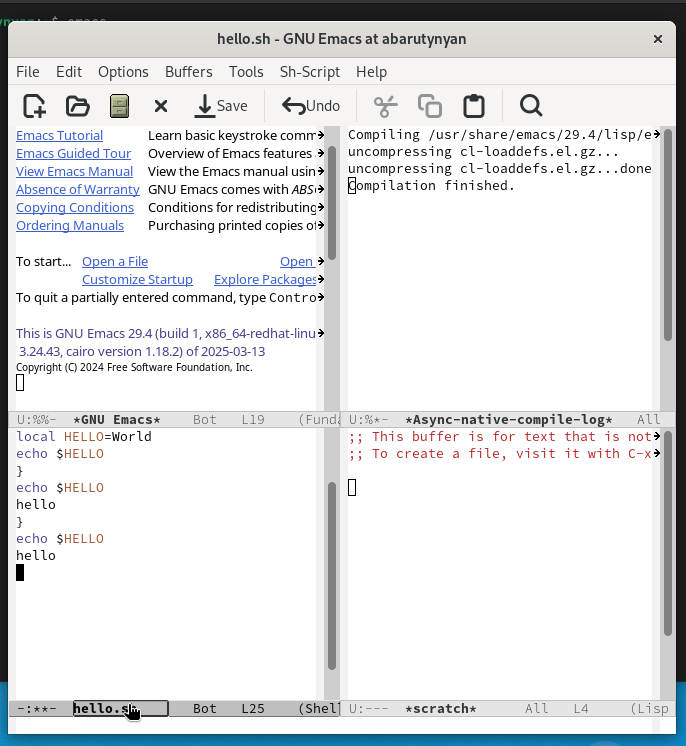 hello.sh - GNU Emacs at abarutynyan
File Edit Options Buffers Tools Sh-Script Help
Save Undo
Emacs Tutorial Learn basic keystroke comm
Emacs Guided Tour Overview of Emacs features
View Emacs Manual View the Emacs manual usin
Absence of Warranty GNU Emacs comes with ABS
Copying Conditions Conditions for redistributing
Ordering Manuals Purchasing printed copies of
To start... Open a File Open
Customize Startup Explore Packages
To quit a partially entered command, type Contro
This is GNU Emacs 29.4 (build 1, x86_64-redhat-linu
3.24.43, cairo version 1.18.2) of 2025-03-13
Copyright (C) 2024 Free Software Foundation, Inc.
U:%%- *GNU Emacs* Bot L19 (Funda
Compiling /usr/share/emacs/29.4/lisp/e
uncompressing cl-loaddefs.el.gz...
uncompressing cl-loaddefs.el.gz...done
Compilation finished.
U:%*- *Async-native-compile-log* All
local HELLO=World
echo $HELLO
}
echo $HELLO
hello
}
echo $HELLO
hello
-:**- hello.sh Bot L25 (Shel
;; This buffer is for text that is not
;; To create a file, visit it with C-x
U:--- *scratch* All L4 (Lisp